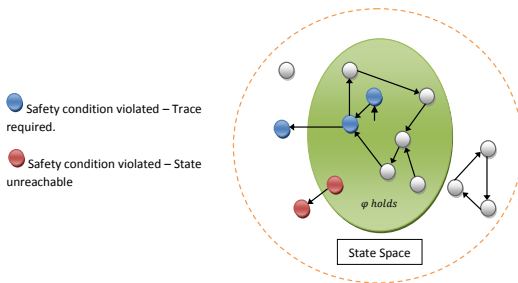 Safety condition violated – Trace
required.
Safety condition violated – State
unreachable
φ holds
State Space